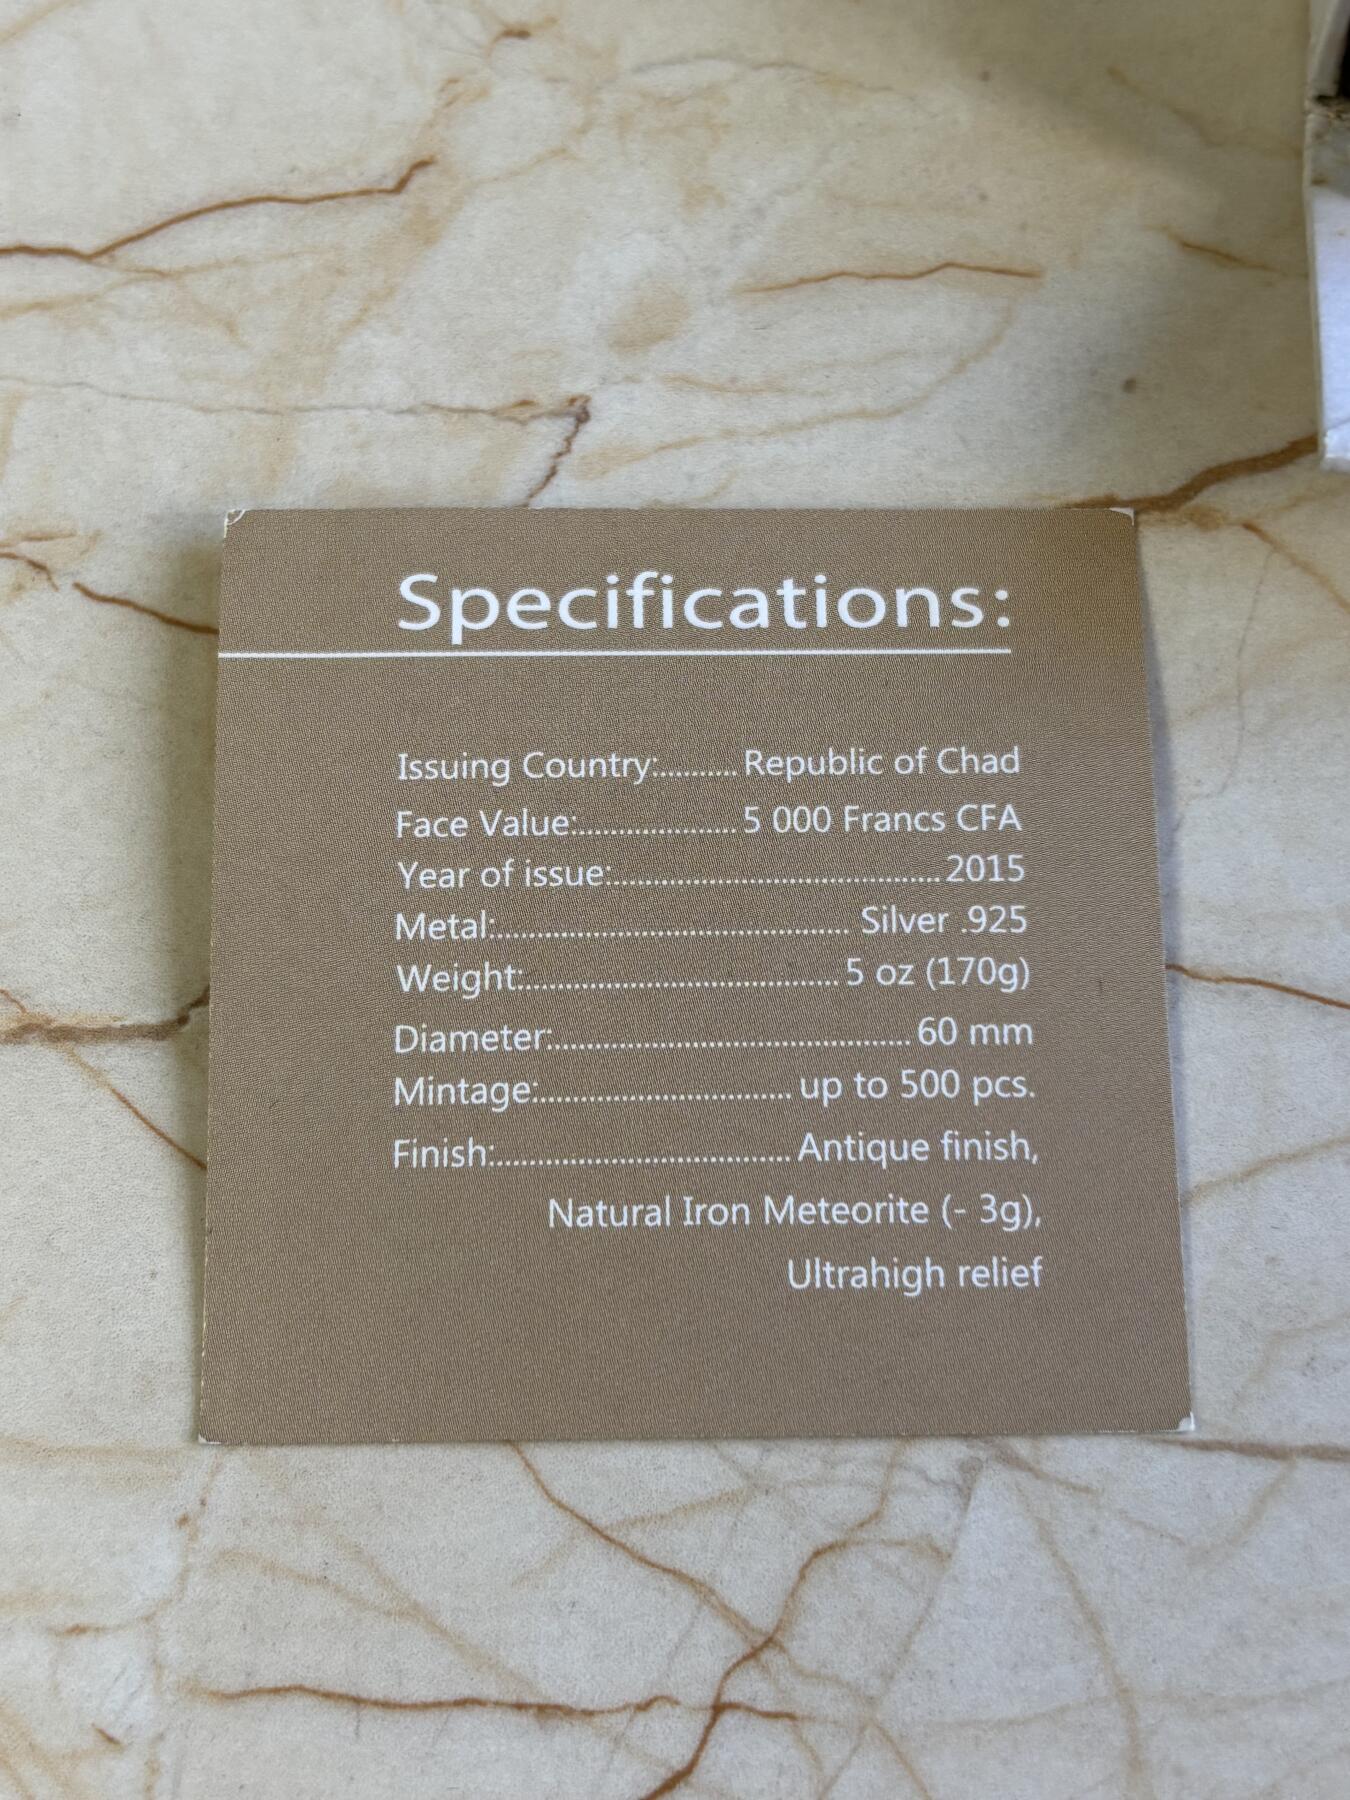 Specifications:
Issuing Country:.......... Republic of Chad
Face Value:.................... 5 000 Francs CFA
Year of issue:.......................................... 2015
Metal:............................................. Silver .925
Weight:........................................ 5 oz (170g)
Diameter:.............................................. 60 mm
Mintage:................................ up to 500 pcs.
Finish:...................................... Antique finish,
Natural Iron Meteorite (- 3g),
Ultrahigh relief